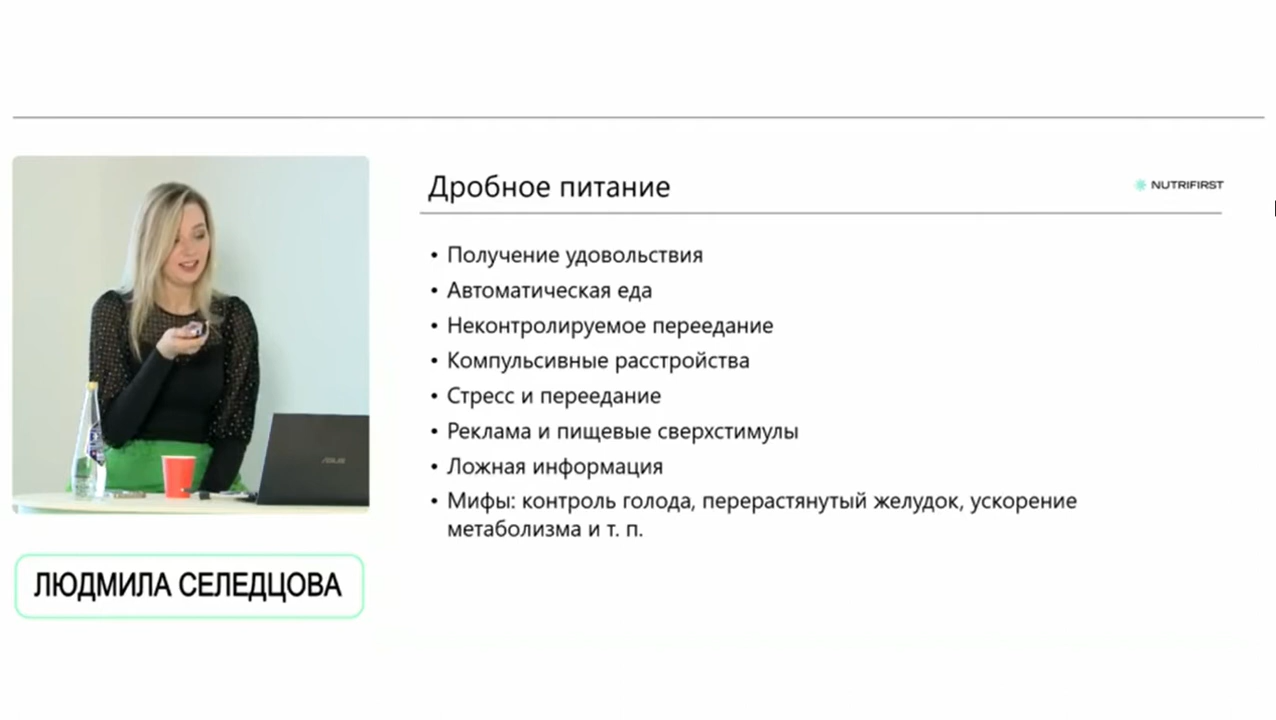 Дробное питание
NUTRIFIRST
• Получение удовольствия
• Автоматическая еда
• Неконтролируемое переедание
• Компульсивные расстройства
• Стресс и переедание
• Реклама и пищевые сверхстимулы
• Ложная информация
• Мифы: контроль голода, перерастянутый желудок, ускорение
метаболизма и т. п.
ASUS
ЛЮДМИЛА СЕЛЕДЦОВА